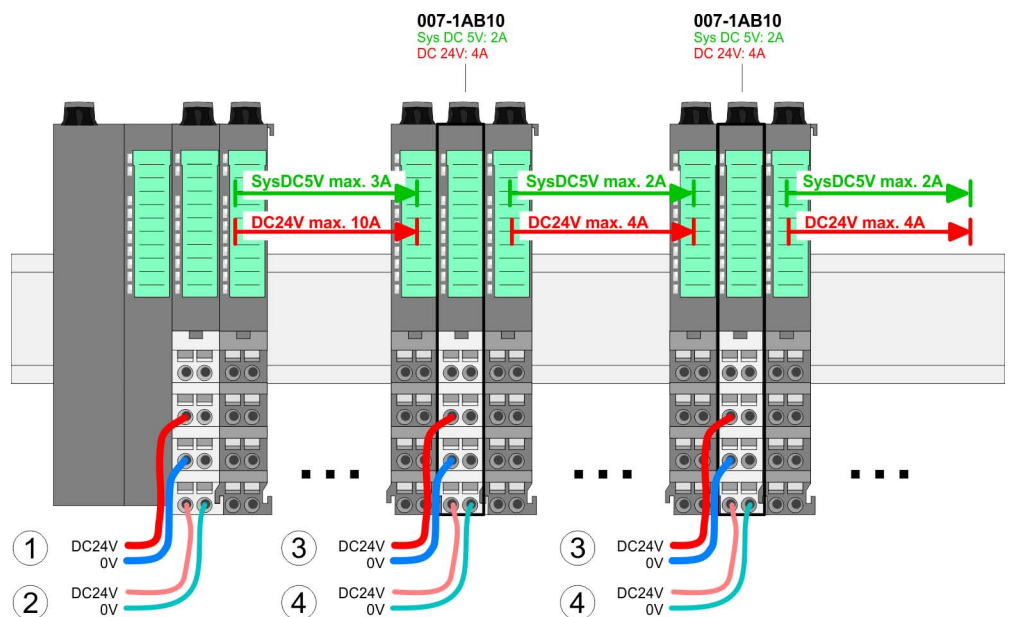 007-1AB10
Sys DC 5V: 2A
DC 24V: 4A
007-1AB10
Sys DC 5V: 2A
DC 24V: 4A
SysDC5V max. 3A
SysDC5V max. 2A
SysDC5V max. 2A
DC24V max. 10A
DC24V max. 4A
DC24V max. 4A
1 DC24V
0V
2 DC24V
0V
3 DC24V
0V
4 DC24V
0V
3 DC24V
0V
4 DC24V
0V